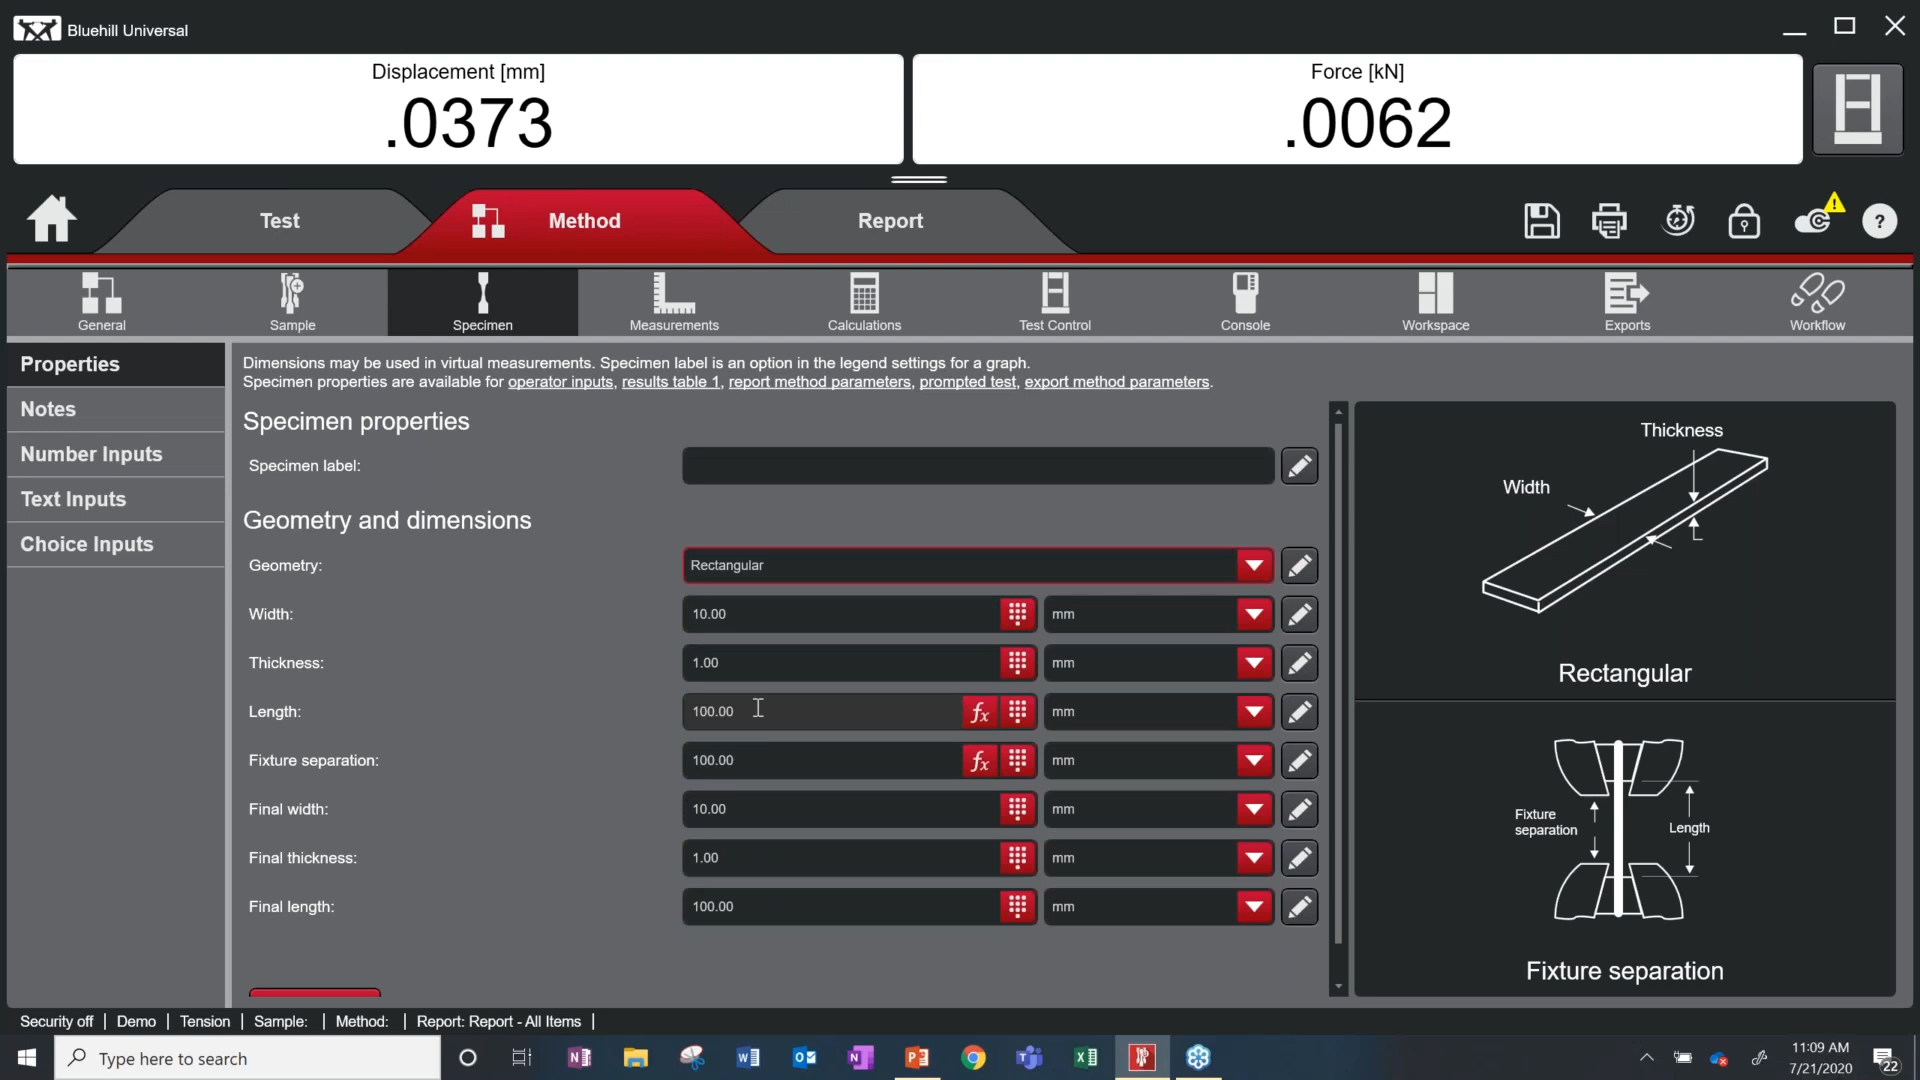 Bluehill Universal
Displacement [mm]
.0373
Force [kN]
.0062
Test
Method
Report
?
General
Sample
Specimen
Measurements
Calculations
Test Control
Console
Workspace
Exports
Workflow
Properties
Notes
Number Inputs
Text Inputs
Choice Inputs
Dimensions may be used in virtual measurements. Specimen label is an option in the legend settings for a graph.
Specimen properties are available for operator inputs, results table 1, report method parameters, prompted test, export method parameters.
Specimen properties
Specimen label:
Geometry and dimensions
Geometry: Rectangular
Width: 10.00 mm
Thickness: 1.00 mm
Length: 100.00 fx mm
Fixture separation: 100.00 fx mm
Final width: 10.00 mm
Final thickness: 1.00 mm
Final length: 100.00 mm
Thickness
Width
Rectangular
Fixture
separation
Length
Fixture separation
Security off | Demo | Tension | Sample: | Method: | Report: Report - All Items |
Type here to search
11:09 AM
7/21/2020
22